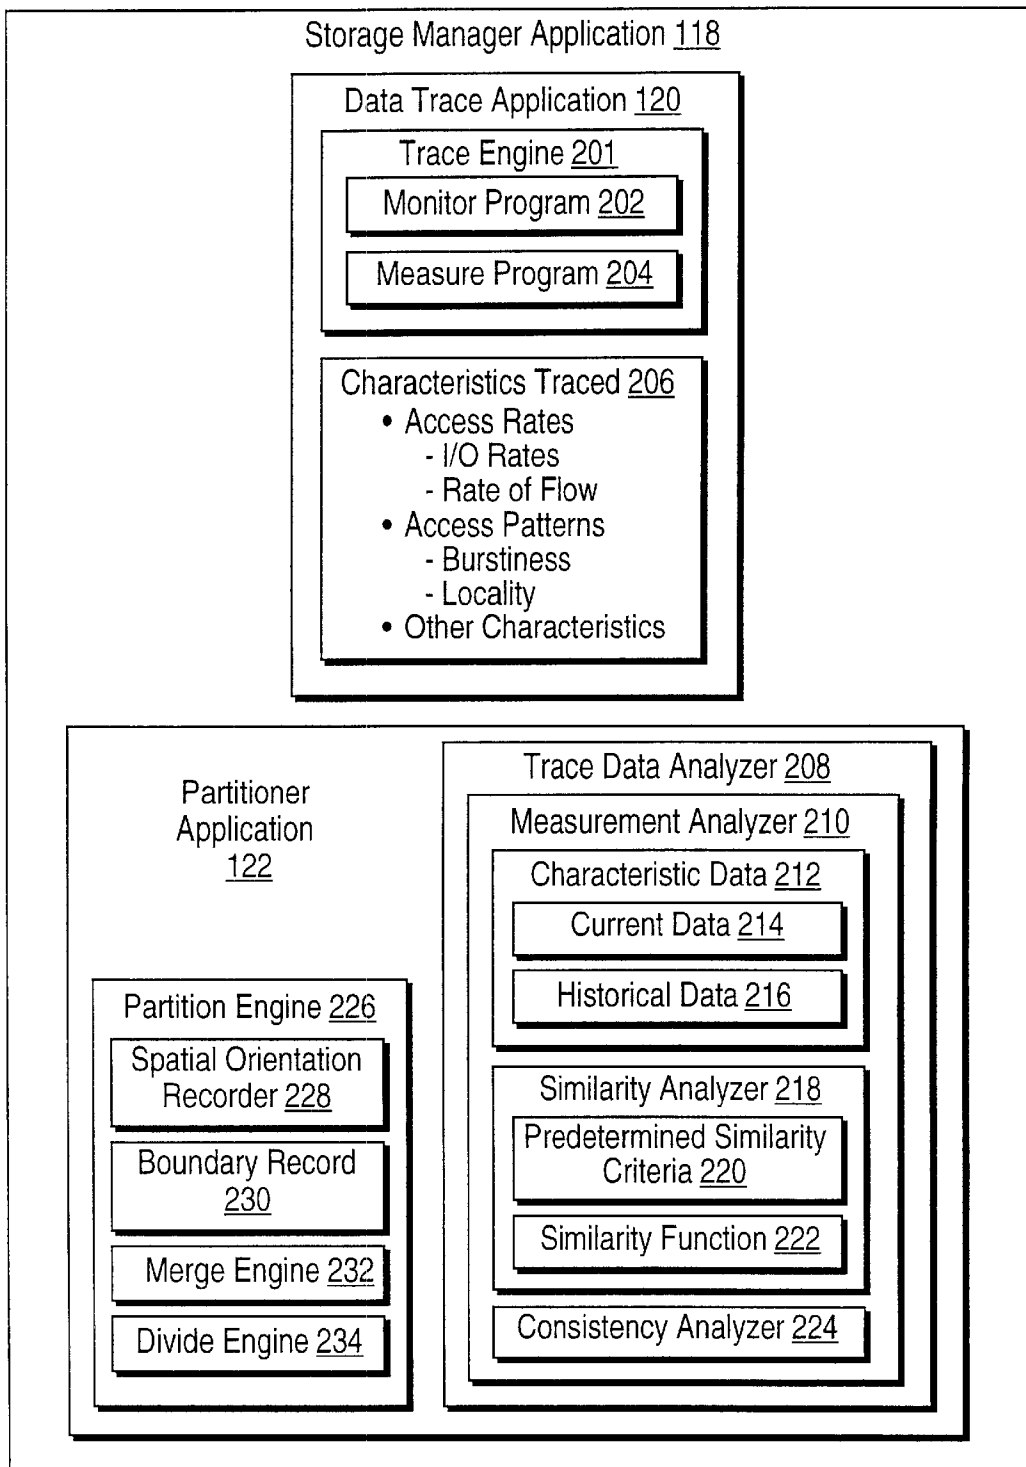 Storage Manager Application 118
Data Trace Application 120
Trace Engine 201
Monitor Program 202
Measure Program 204
Characteristics Traced 206
• Access Rates
- I/O Rates
- Rate of Flow
• Access Patterns
- Burstiness
- Locality
• Other Characteristics
Partitioner
Application
122
Partition Engine 226
Spatial Orientation
Recorder 228
Boundary Record
230
Merge Engine 232
Divide Engine 234
Trace Data Analyzer 208
Measurement Analyzer 210
Characteristic Data 212
Current Data 214
Historical Data 216
Similarity Analyzer 218
Predetermined Similarity
Criteria 220
Similarity Function 222
Consistency Analyzer 224